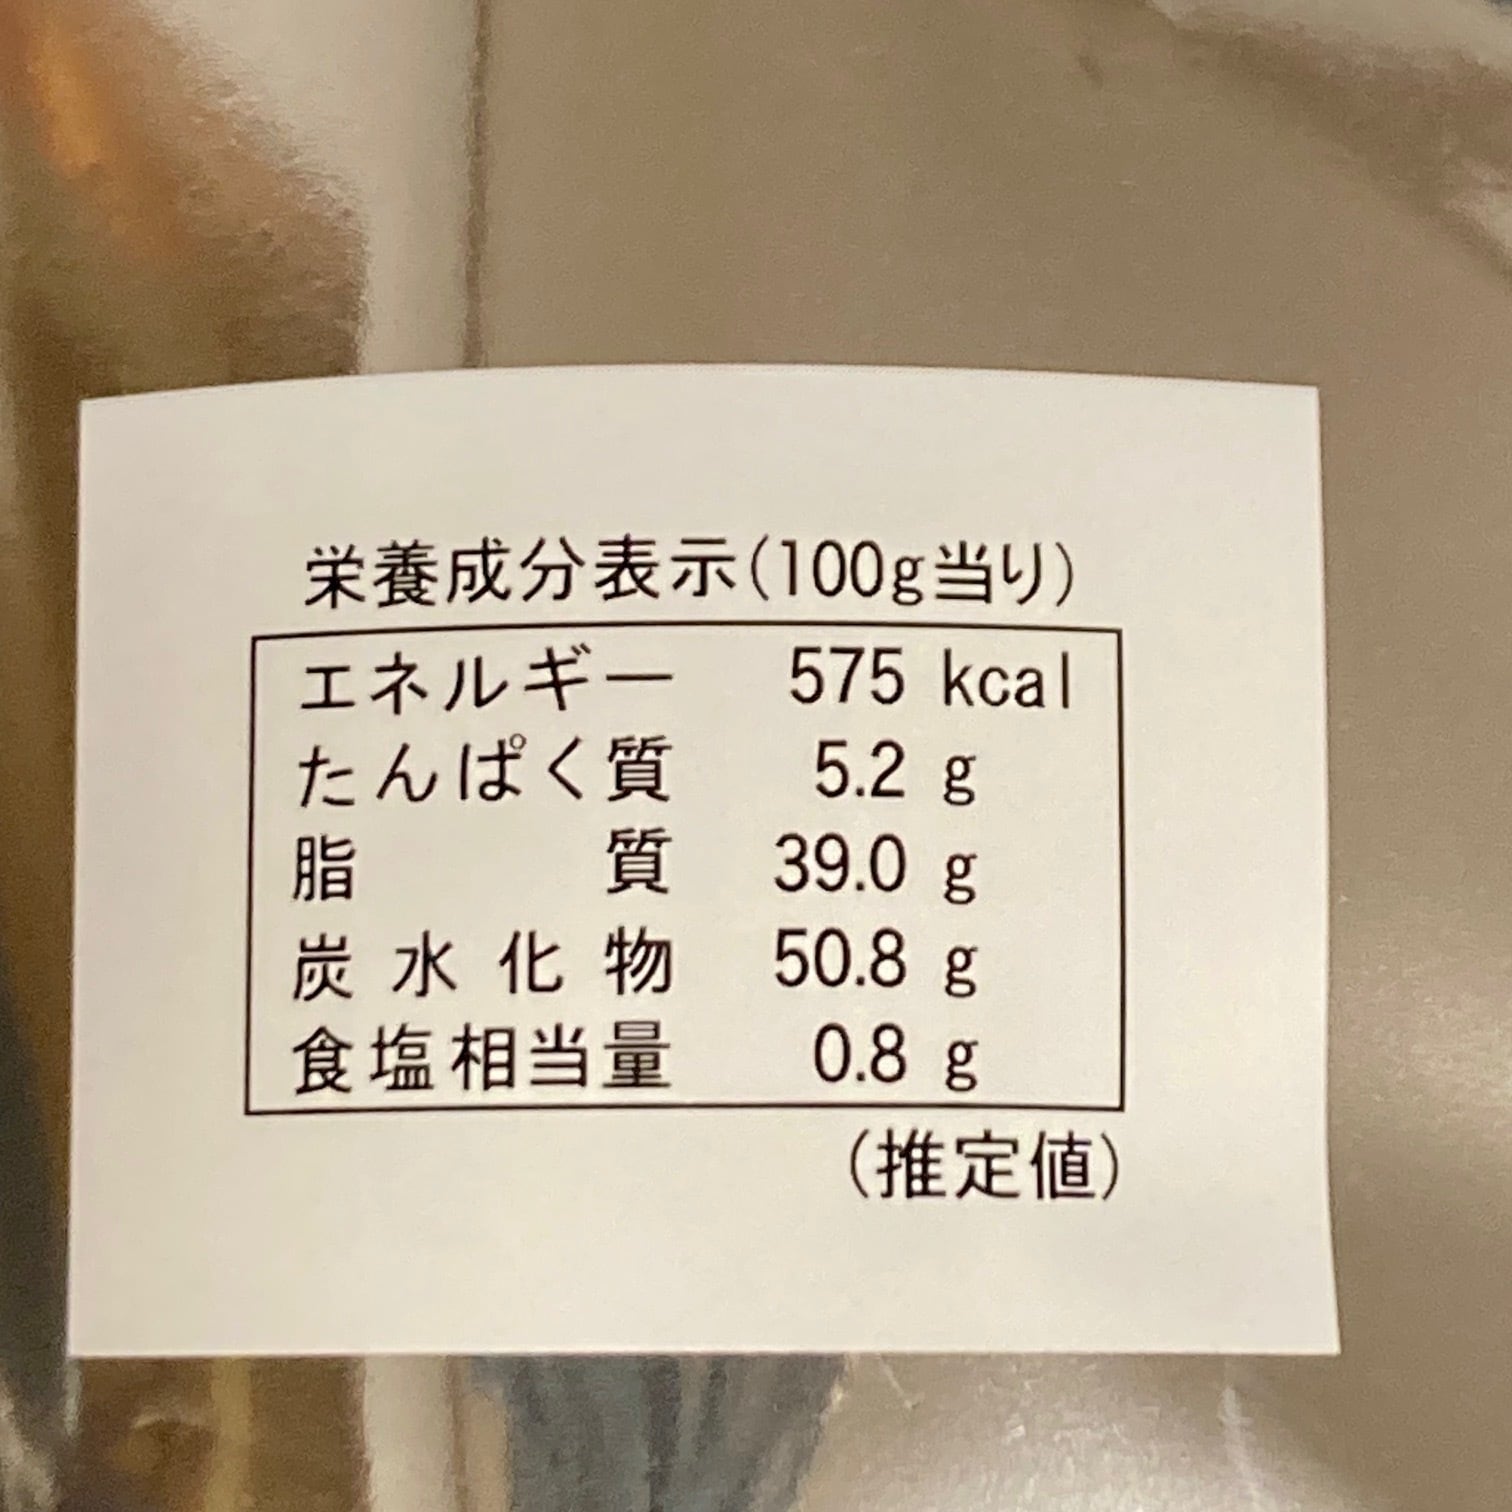 栄養成分表示(100g当り)
エネルギー 575 kcal
たんぱく質 5.2 g
脂質 39.0 g
炭水化物 50.8 g
食塩相当量 0.8 g
(推定値)